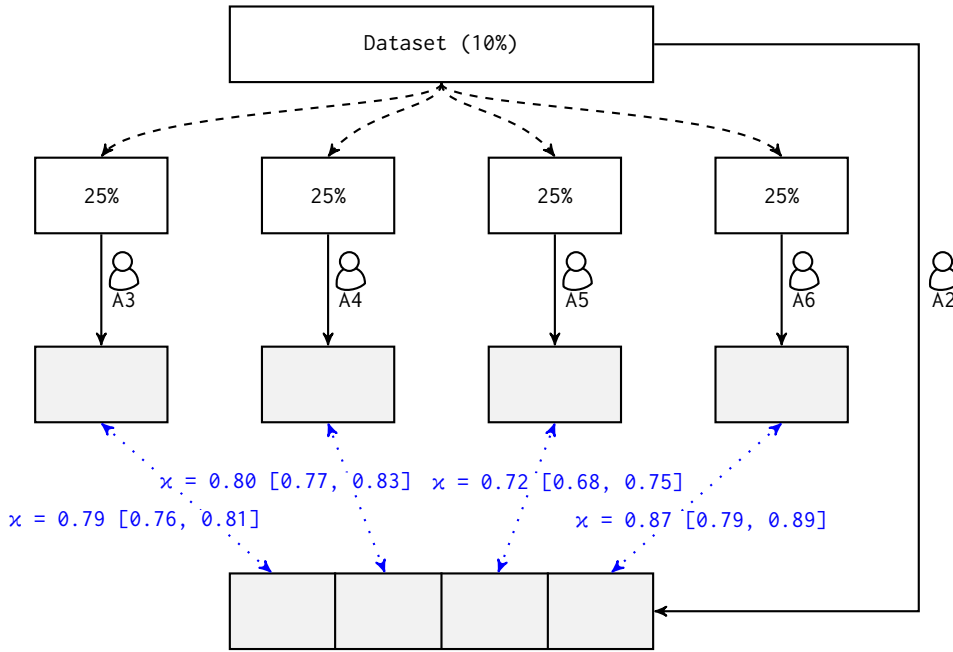 Dataset (10%)
25%
25%
25%
25%
A3
A4
A5
A6
A2
ϰ = 0.80 [0.77, 0.83]
ϰ = 0.72 [0.68, 0.75]
ϰ = 0.79 [0.76, 0.81]
ϰ = 0.87 [0.79, 0.89]